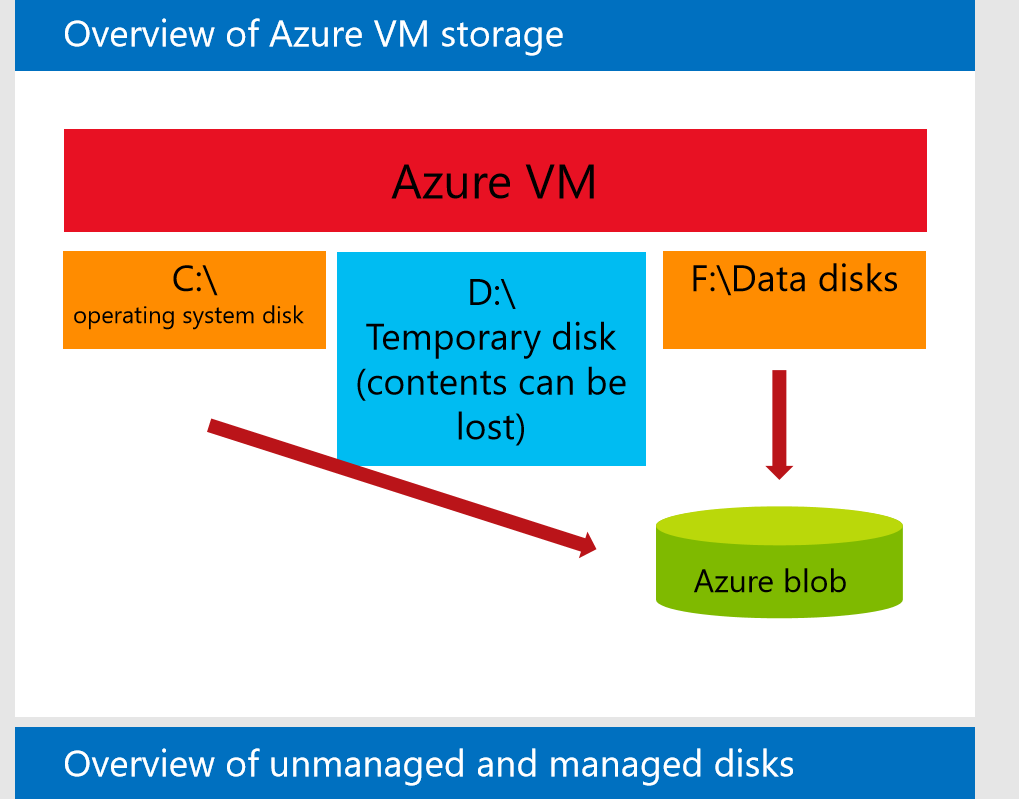 Overview of Azure VM storage
Azure VM
C:\
operating system disk
D:\
Temporary disk
(contents can be
lost)
F:\Data disks
Azure blob
Overview of unmanaged and managed disks